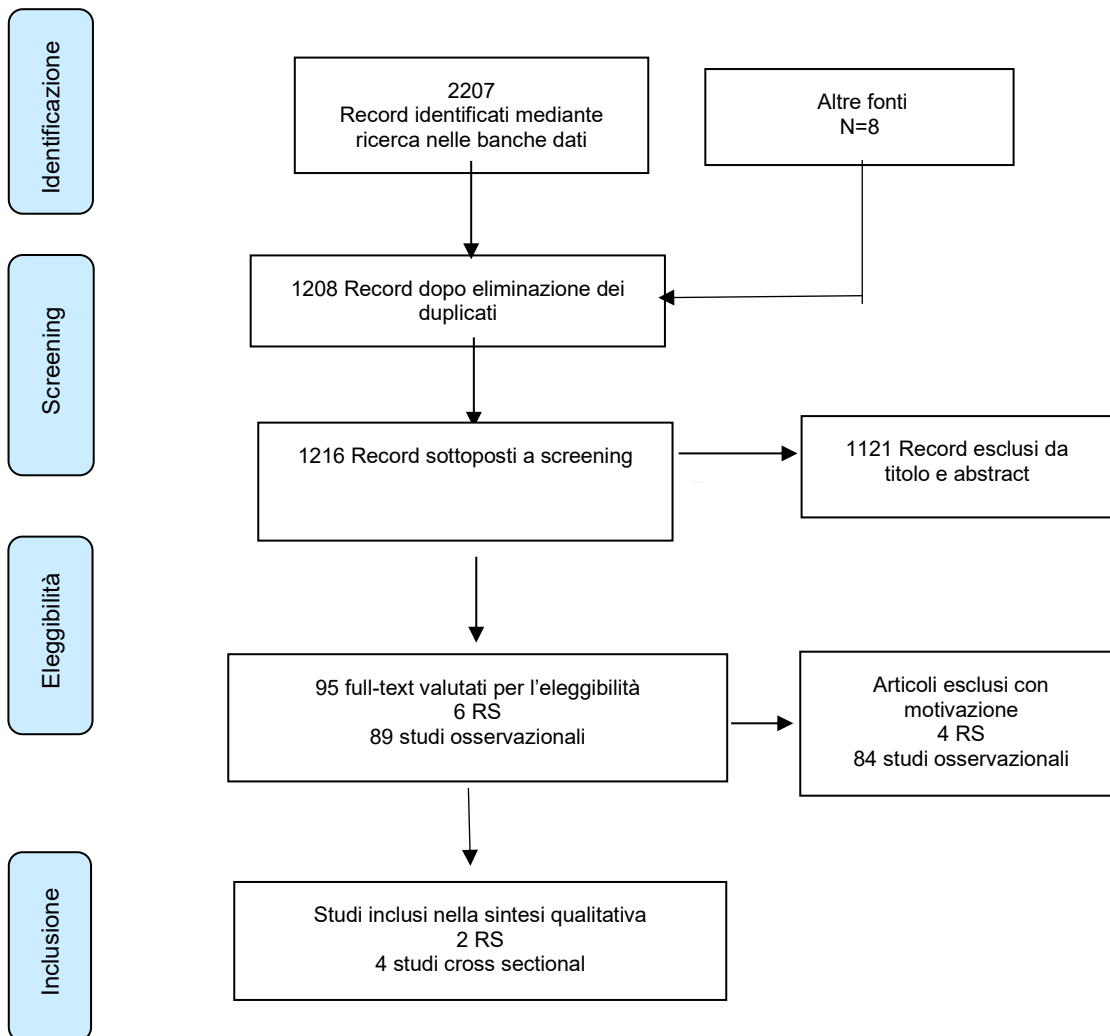 Identificazione
2207
Record identificati mediante
ricerca nelle banche dati
Altre fonti
N=8
Screening
1208 Record dopo eliminazione dei
duplicati
1216 Record sottoposti a screening
1121 Record esclusi da
titolo e abstract
Eleggibilità
95 full-text valutati per l’eleggibilità
6 RS
89 studi osservazionali
Articoli esclusi con
motivazione
4 RS
84 studi osservazionali
Inclusione
Studi inclusi nella sintesi qualitativa
2 RS
4 studi cross sectional